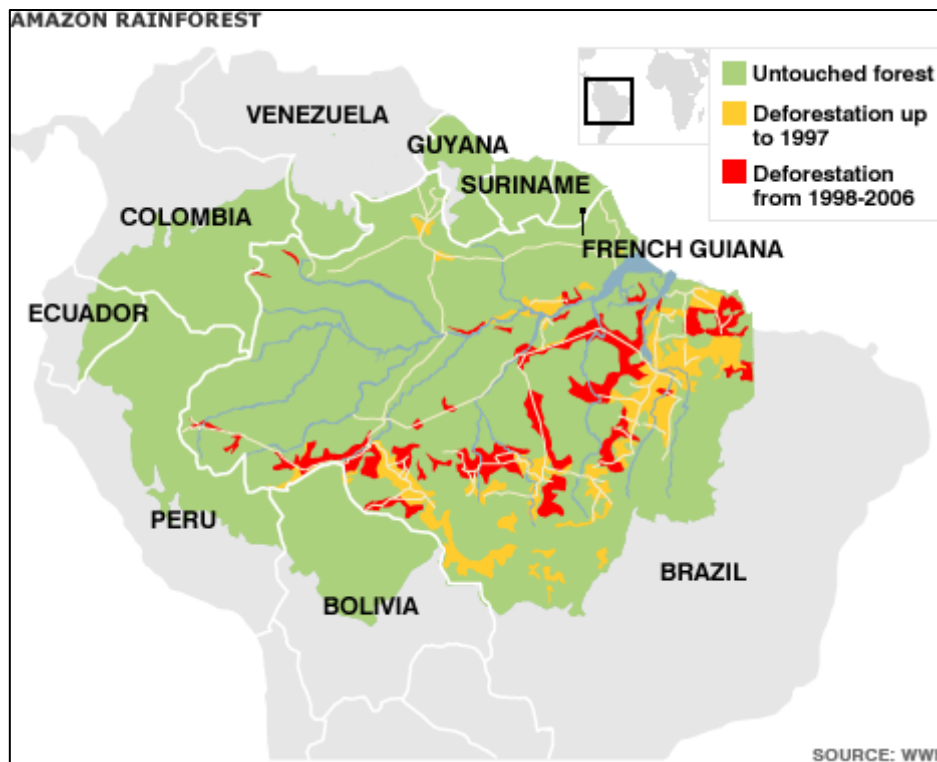 AMAZON RAINFOREST
Untouched forest
Deforestation up
to 1997
Deforestation
from 1998-2006
VENEZUELA
GUYANA
SURINAME
COLOMBIA
FRENCH GUIANA
ECUADOR
PERU
BRAZIL
BOLIVIA
SOURCE: